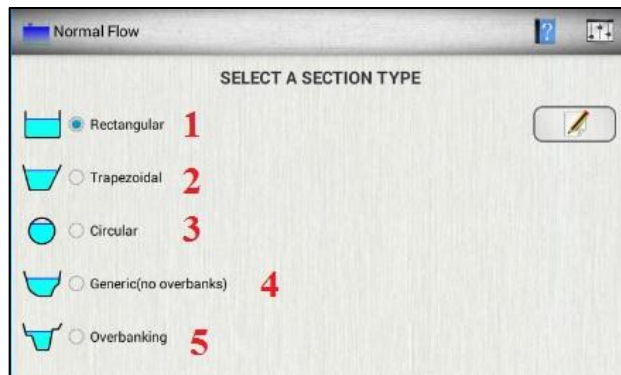 Normal Flow
?
SELECT A SECTION TYPE
Rectangular 1
Trapezoidal 2
Circular 3
Generic(no overbanks) 4
Overbanking 5